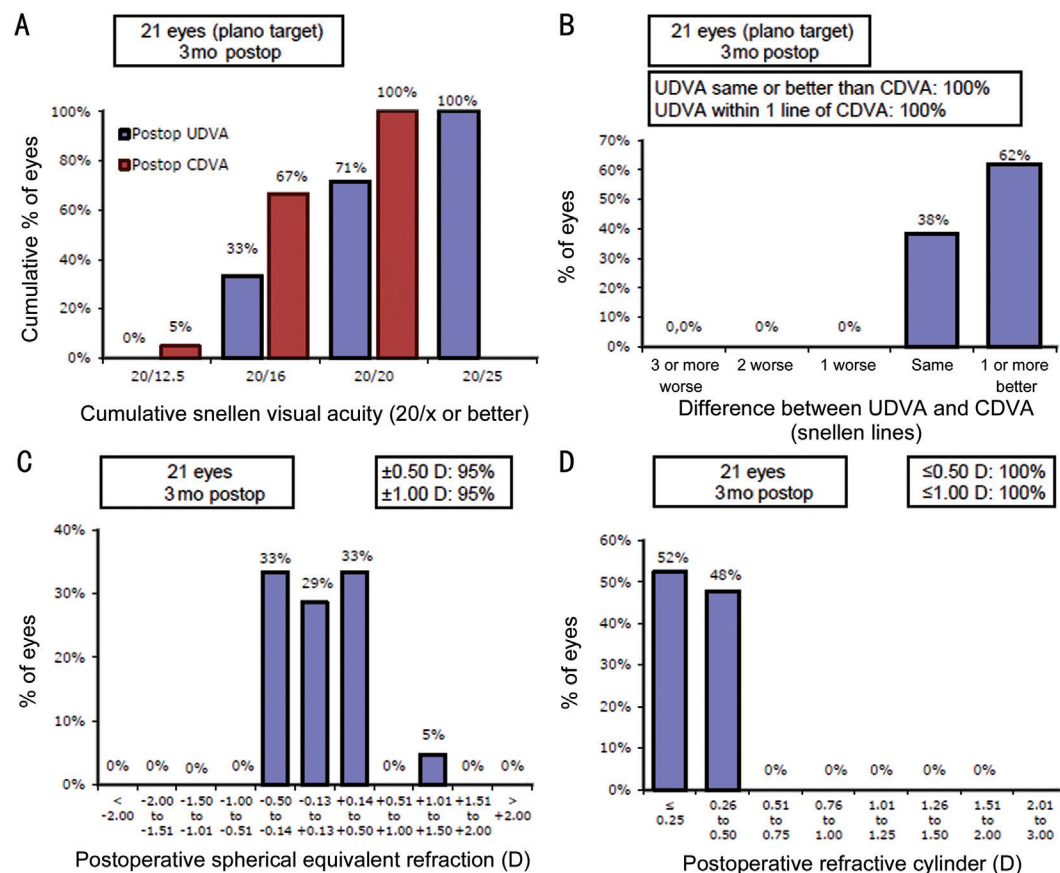 A
21 eyes (plano target)
3mo postop
100%
80%
60%
40%
20%
0%
Cumulative % of eyes
Postop UDVA
Postop CDVA
0%
5%
33%
67%
71%
100%
100%
20/12.5
20/16
20/20
20/25
Cumulative snellen visual acuity (20/x or better)
B
21 eyes (plano target)
3mo postop
UDVA same or better than CDVA: 100%
UDVA within 1 line of CDVA: 100%
70%
60%
50%
40%
30%
20%
10%
0%
% of eyes
0,0%
0%
0%
38%
62%
3 or more
worse
2 worse
1 worse
Same
1 or more
better
Difference between UDVA and CDVA
(snellen lines)
C
21 eyes
3mo postop
±0.50 D: 95%
±1.00 D: 95%
40%
30%
20%
10%
0%
% of eyes
0%
0%
0%
0%
33%
29%
33%
0%
5%
0%
0%
< -2.00
-2.00 to -1.51
-1.50 to -1.01
-1.00 to -0.51
-0.50 to -0.14
-0.13 to +0.13
+0.14 to +0.50
+0.51 to +1.00
+1.01 to +1.50
+1.51 to +2.00
> +2.00
Postoperative spherical equivalent refraction (D)
D
21 eyes
3mo postop
≤0.50 D: 100%
≤1.00 D: 100%
60%
50%
40%
30%
20%
10%
0%
% of eyes
52%
48%
0%
0%
0%
0%
0%
≤ 0.25
0.26 to 0.50
0.51 to 0.75
0.76 to 1.00
1.01 to 1.25
1.26 to 1.50
1.51 to 2.00
2.01 to 3.00
Postoperative refractive cylinder (D)